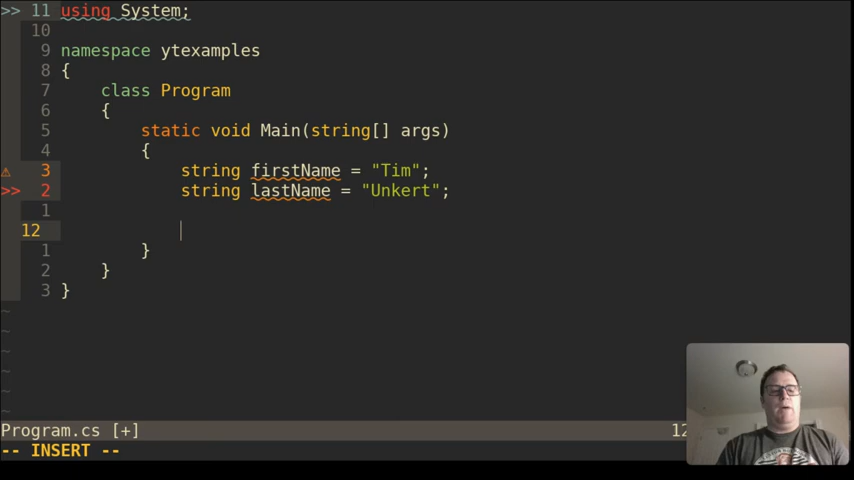 >> 11 using System;
10
9 namespace ytexamples
8 {
7     class Program
6     {
5         static void Main(string[] args)
4         {
⚠ 3             string firstName = "Tim";
>> 2             string lastName = "Unkert";
1
12
1         }
2     }
3 }
~
~
~
~
~
~
Program.cs [+] 12
-- INSERT --